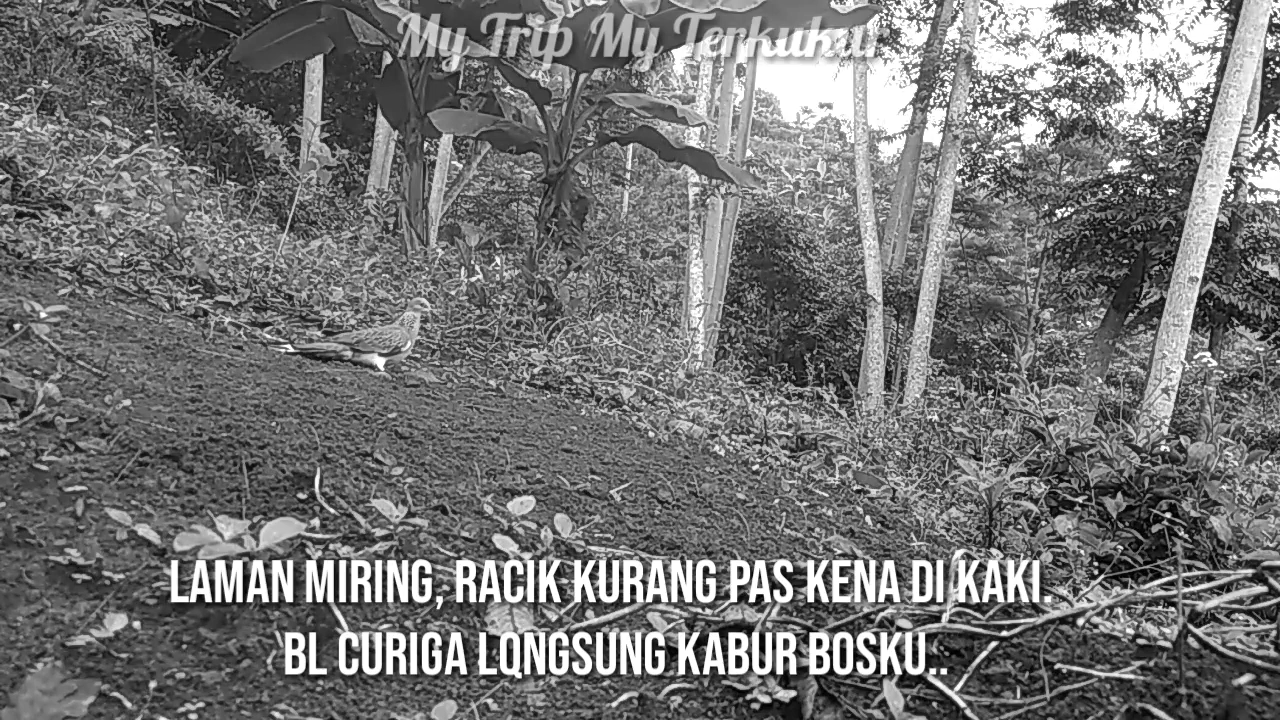 My Trip My Terkukur
LAMAN MIRING, RACIK KURANG PAS KENA DI KAKI.
BL CURIGA LQNGSUNG KABUR BOSKU..